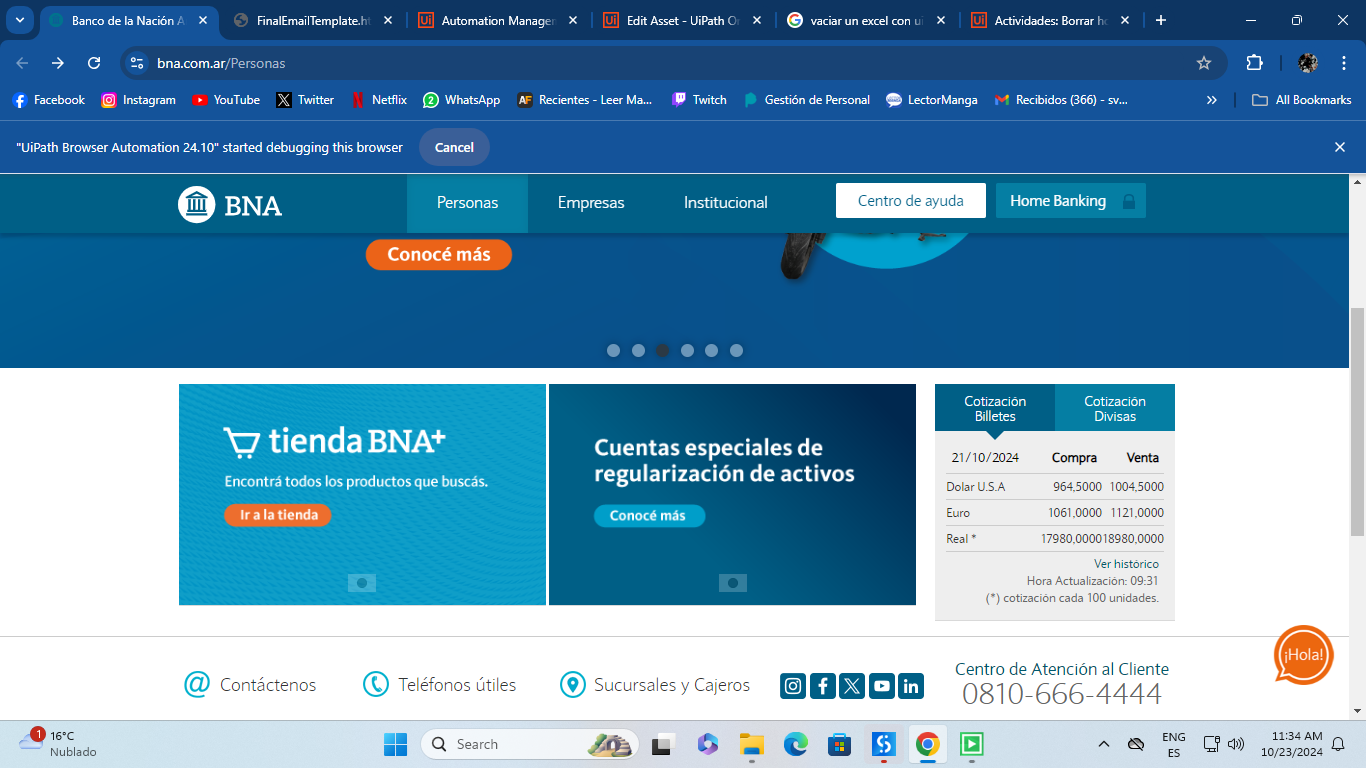 Banco de la Nación A
FinalEmailTemplate.ht
Automation Managem
Edit Asset - UiPath Or
vaciar un excel con ui
Actividades: Borrar ho
bna.com.ar/Personas
Facebook
Instagram
YouTube
Twitter
Netflix
WhatsApp
Recientes - Leer Ma...
Twitch
Gestión de Personal
LectorManga
Recibidos (366) - sv...
All Bookmarks
"UiPath Browser Automation 24.10" started debugging this browser
Cancel
BNA
Personas
Empresas
Institucional
Centro de ayuda
Home Banking
Conocé más
tienda BNA+
Encontrá todos los productos que buscás.
Ir a la tienda
Cuentas especiales de
regularización de activos
Conocé más
Cotización
Billetes
Cotización
Divisas
21/10/2024 Compra Venta
Dolar U.S.A 964,5000 1004,5000
Euro 1061,0000 1121,0000
Real * 17980,0000 18980,0000
Ver histórico
Hora Actualización: 09:31
(*) cotización cada 100 unidades.
¡Hola!
Contáctenos
Teléfonos útiles
Sucursales y Cajeros
Centro de Atención al Cliente
0810-666-4444
1
16°C
Nublado
Search
ENG
ES
11:34 AM
10/23/2024